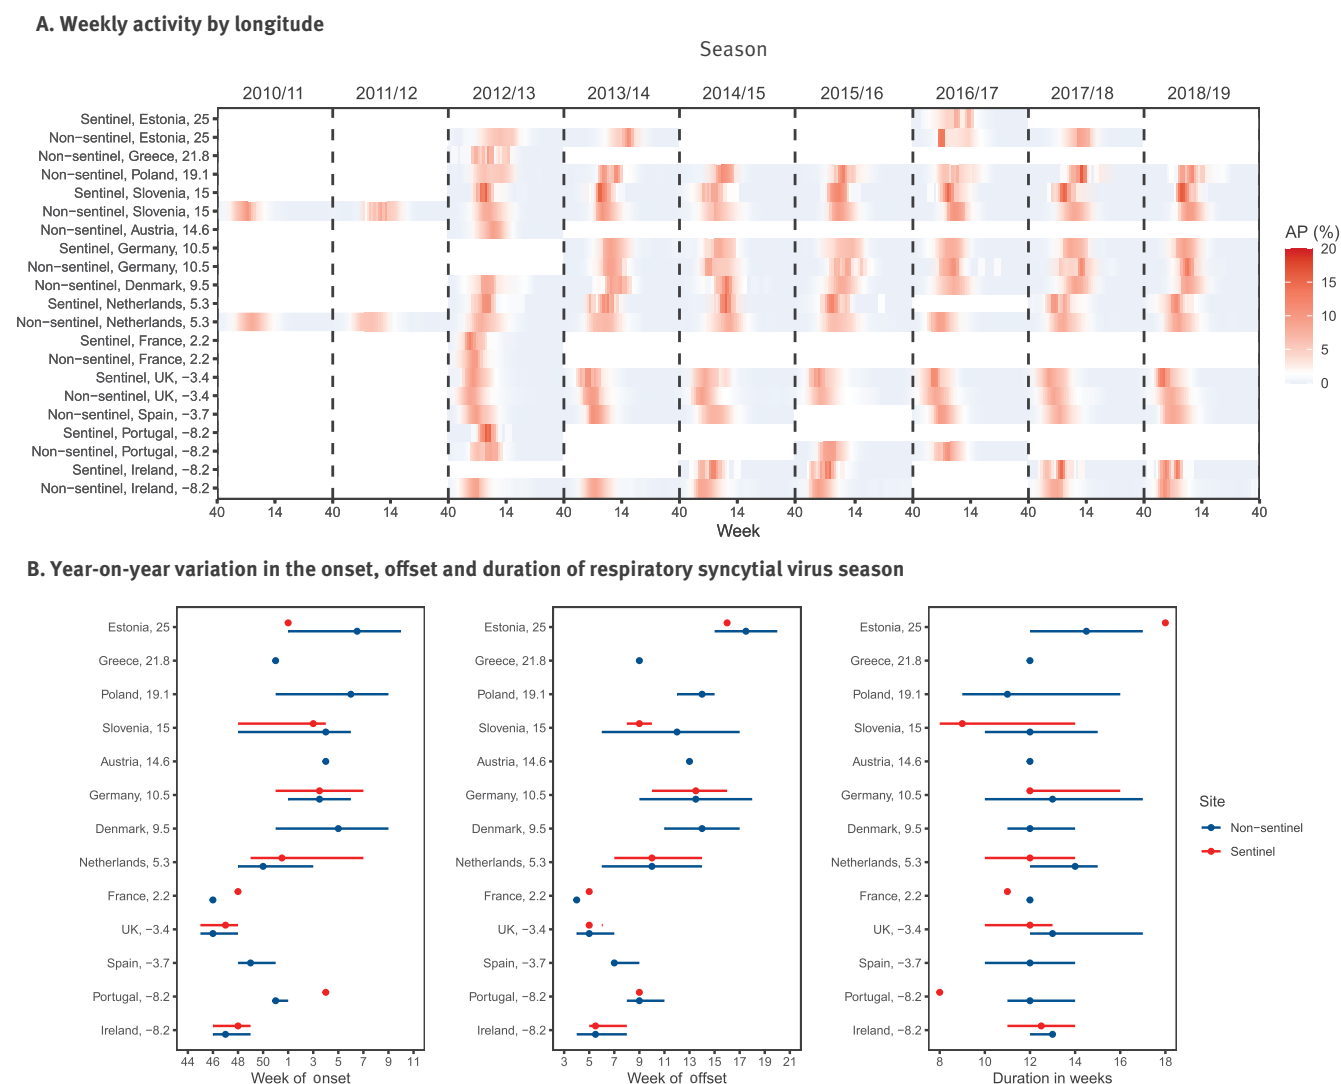 A. Weekly activity by longitude
Season
2010/11 2011/12 2012/13 2013/14 2014/15 2015/16 2016/17 2017/18 2018/19
Sentinel, Estonia, 25
Non−sentinel, Estonia, 25
Non−sentinel, Greece, 21.8
Non−sentinel, Poland, 19.1
Sentinel, Slovenia, 15
Non−sentinel, Slovenia, 15
Non−sentinel, Austria, 14.6
Sentinel, Germany, 10.5
Non−sentinel, Germany, 10.5
Non−sentinel, Denmark, 9.5
Sentinel, Netherlands, 5.3
Non−sentinel, Netherlands, 5.3
Sentinel, France, 2.2
Non−sentinel, France, 2.2
Sentinel, UK, −3.4
Non−sentinel, UK, −3.4
Non−sentinel, Spain, −3.7
Sentinel, Portugal, −8.2
Non−sentinel, Portugal, −8.2
Sentinel, Ireland, −8.2
Non−sentinel, Ireland, −8.2
40 14 40 14 40 14 40 14 40 14 40 14 40 14 40 14 40 14 40
Week
AP (%)
20
15
10
5
0
B. Year-on-year variation in the onset, offset and duration of respiratory syncytial virus season
Estonia, 25
Greece, 21.8
Poland, 19.1
Slovenia, 15
Austria, 14.6
Germany, 10.5
Denmark, 9.5
Netherlands, 5.3
France, 2.2
UK, −3.4
Spain, −3.7
Portugal, −8.2
Ireland, −8.2
44 46 48 50 1 3 5 7 9 11
Week of onset
Estonia, 25
Greece, 21.8
Poland, 19.1
Slovenia, 15
Austria, 14.6
Germany, 10.5
Denmark, 9.5
Netherlands, 5.3
France, 2.2
UK, −3.4
Spain, −3.7
Portugal, −8.2
Ireland, −8.2
3 5 7 9 11 13 15 17 19 21
Week of offset
Estonia, 25
Greece, 21.8
Poland, 19.1
Slovenia, 15
Austria, 14.6
Germany, 10.5
Denmark, 9.5
Netherlands, 5.3
France, 2.2
UK, −3.4
Spain, −3.7
Portugal, −8.2
Ireland, −8.2
8 10 12 14 16 18
Duration in weeks
Site
Non−sentinel
Sentinel